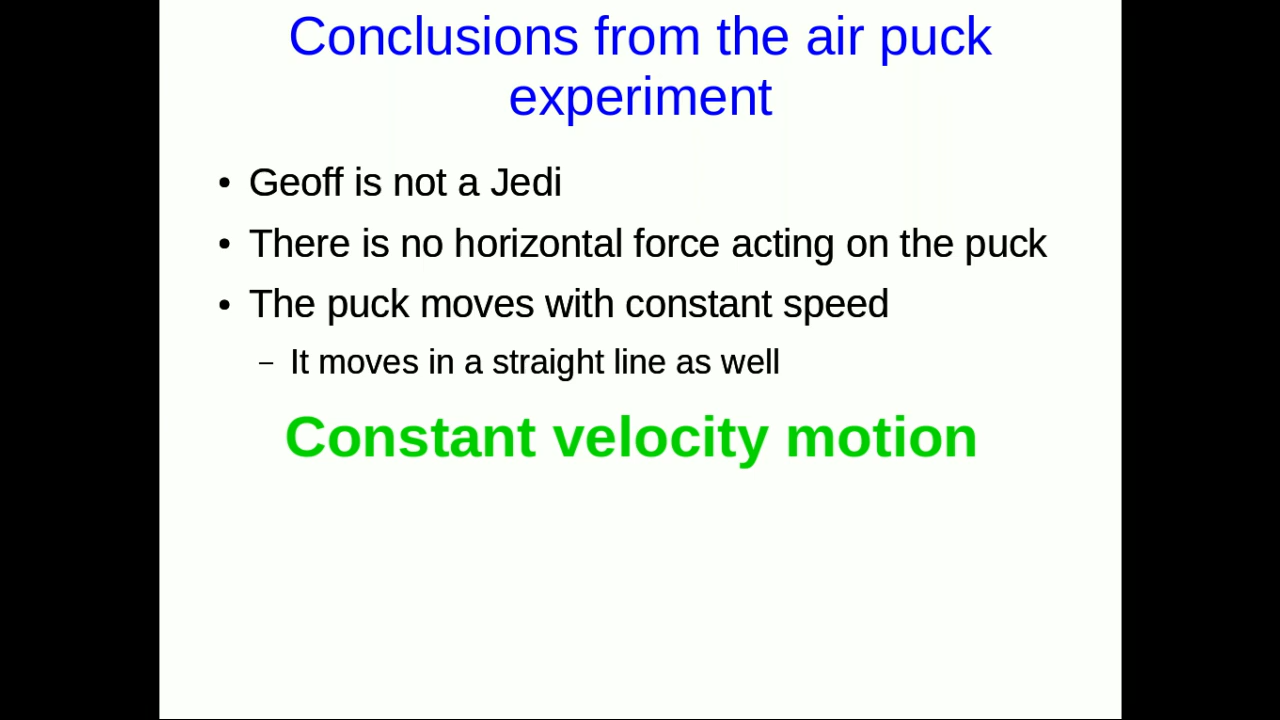 Conclusions from the air puck
experiment
• Geoff is not a Jedi
• There is no horizontal force acting on the puck
• The puck moves with constant speed
– It moves in a straight line as well
Constant velocity motion